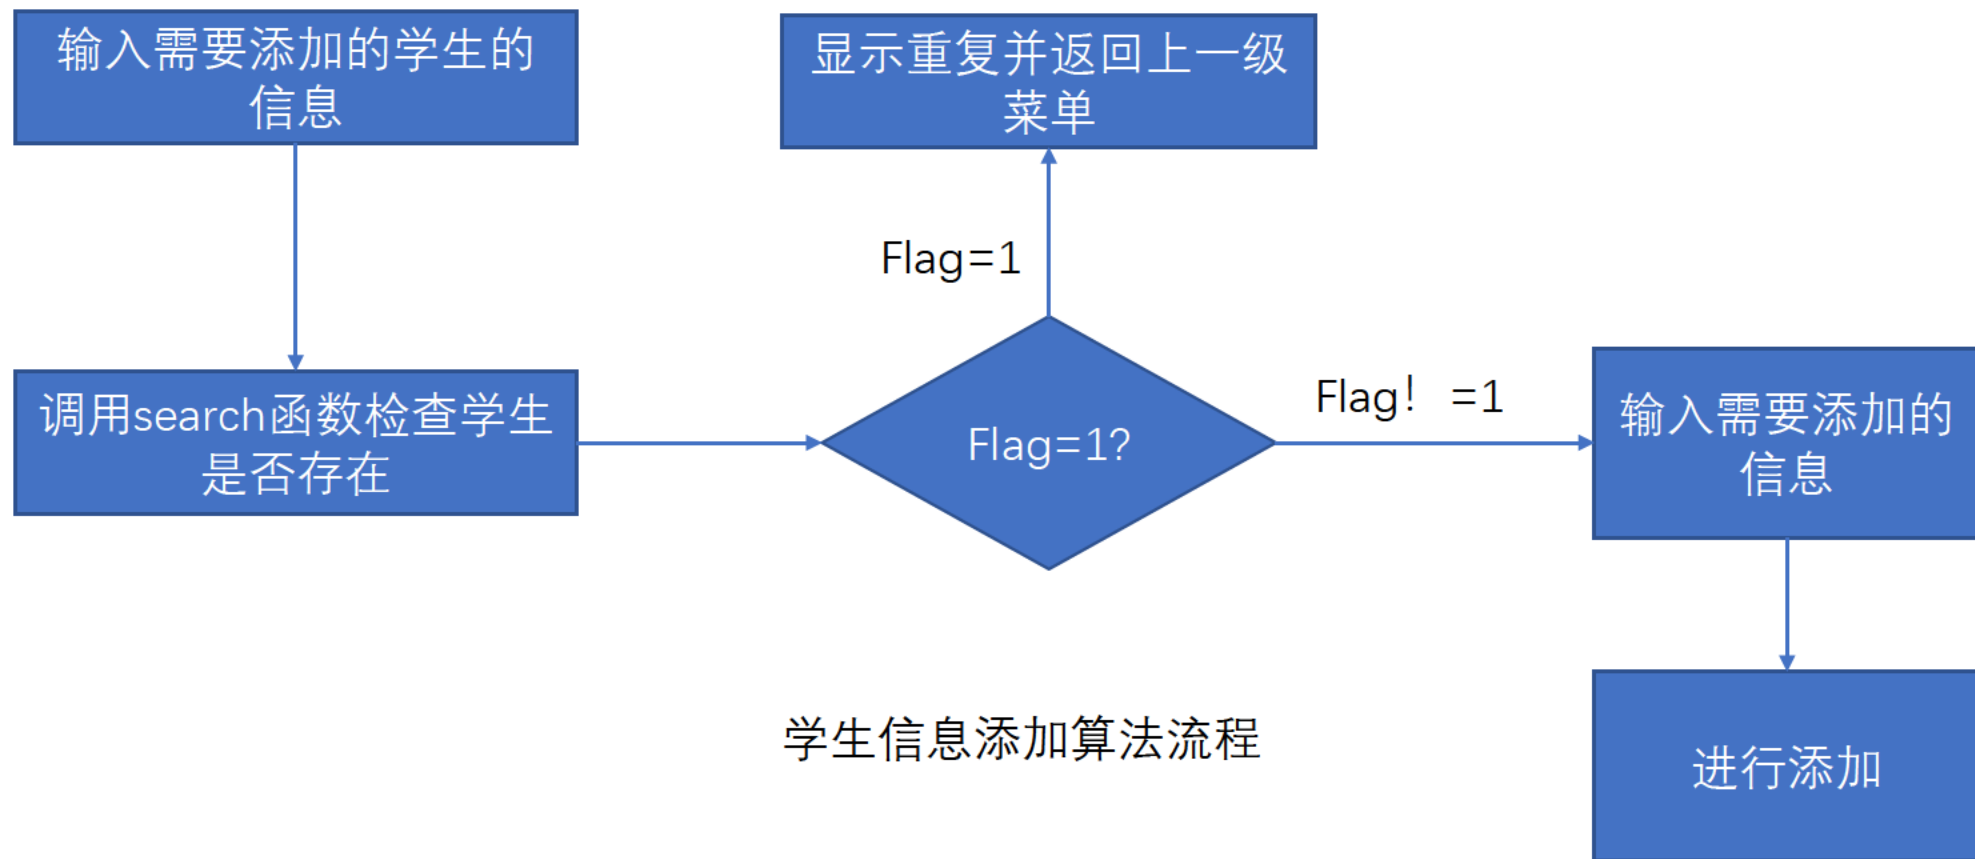 输入需要添加的学生的
信息
显示重复并返回上一级
菜单
Flag=1
调用search函数检查学生
是否存在
Flag=1?
Flag！=1
输入需要添加的
信息
学生信息添加算法流程
进行添加